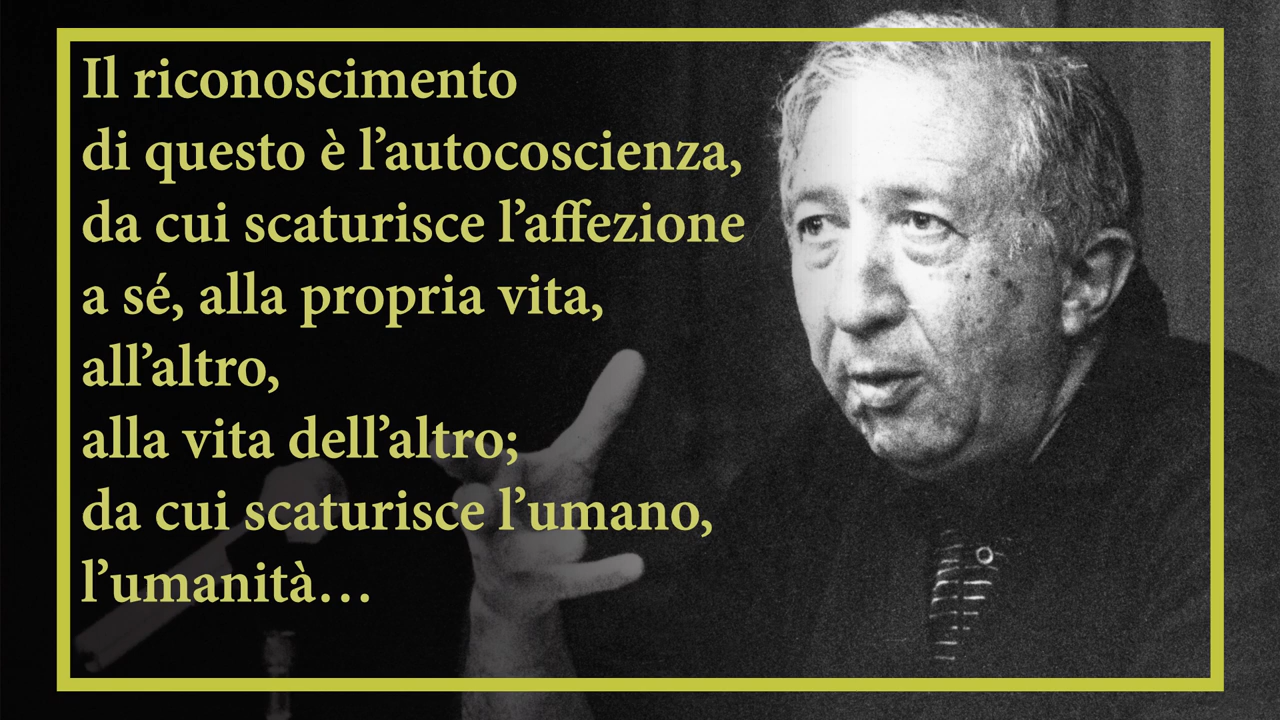 Il riconoscimento
di questo è l’autocoscienza,
da cui scaturisce l’affezione
a sé, alla propria vita,
all’altro,
alla vita dell’altro;
da cui scaturisce l’umano,
l’umanità…